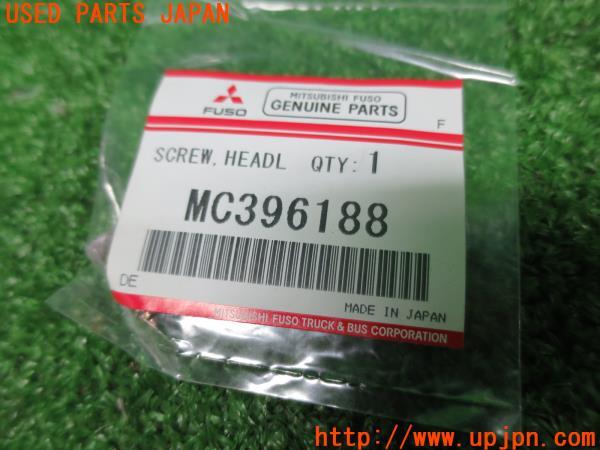 USED PARTS JAPAN
FUSO
MITSUBISHI FUSO
GENUINE PARTS
F
SCREW, HEADL QTY: 1
MC396188
DE
MADE IN JAPAN
MITSUBISHI FUSO TRUCK & BUS CORPORATION
http://www.upjpn.com